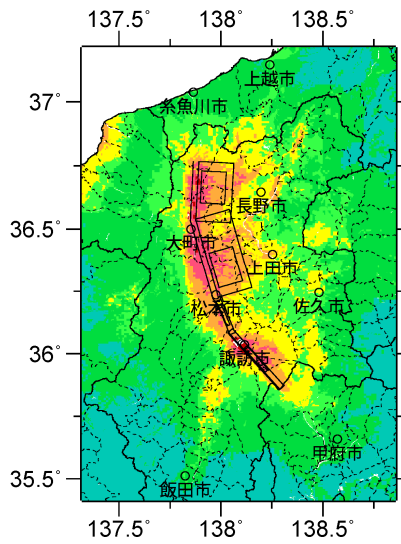 137.5° 138° 138.5°
上越市
37°
糸魚川市
長野市
36.5°
大町市
上田市
松本市
佐久市
36°
諏訪市
甲府市
35.5°
飯田市
137.5° 138° 138.5°